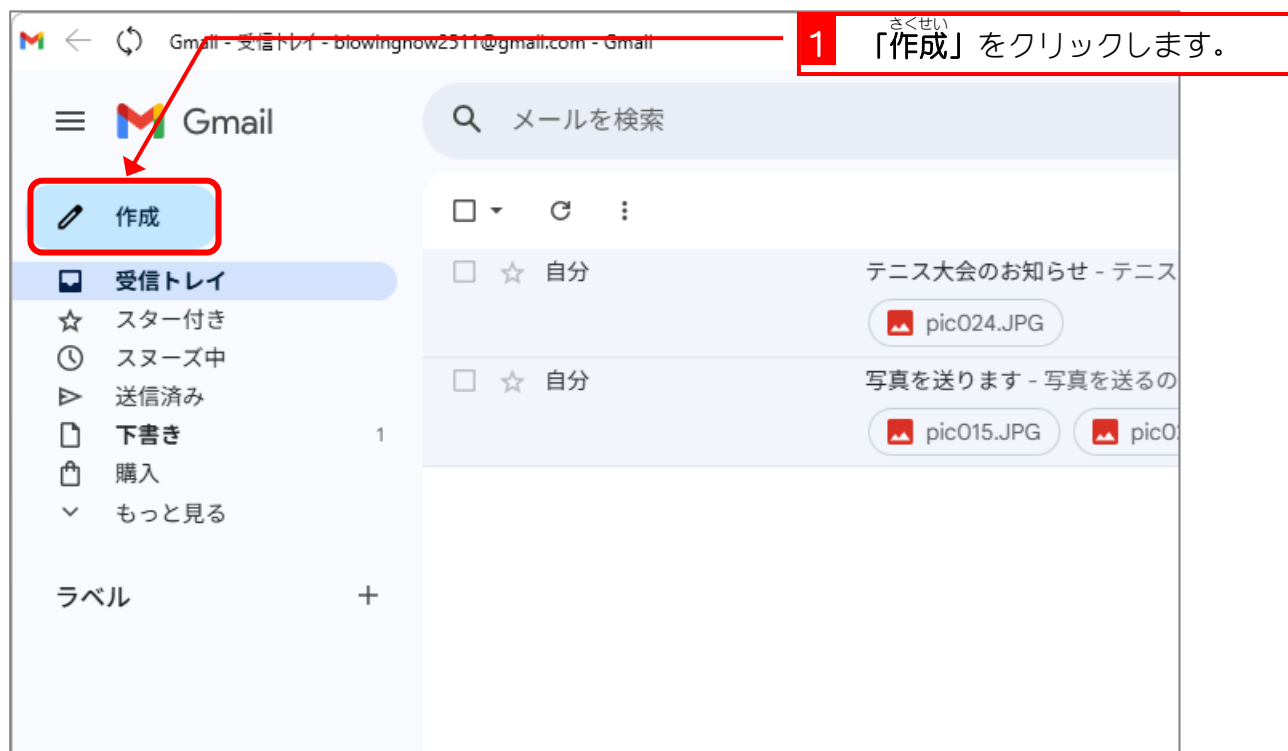 Gmail - 受信トレイ - blowingnow2511@gmail.com - Gmail
1 「作成」をクリックします。
さくせい
Gmail
メールを検索
作成
受信トレイ
スター付き
スヌーズ中
送信済み
下書き 1
購入
もっと見る
ラベル
自分 テニス大会のお知らせ - テニス
pic024.JPG
自分 写真を送ります - 写真を送るの
pic015.JPG pic02